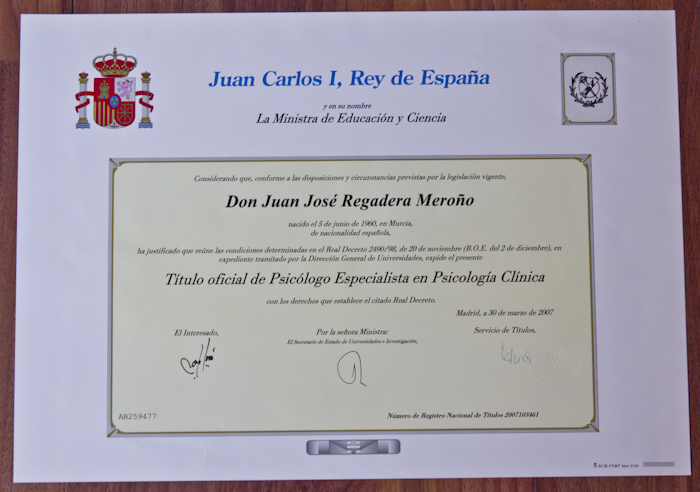 Juan Carlos I, Rey de España
y en su nombre
La Ministra de Educación y Ciencia
Considerando que, conforme a las disposiciones y circunstancias previstas por la legislación vigente,
Don Juan José Regadera Meroño
nacido el 5 de junio de 1960, en Murcia,
de nacionalidad española,
ha justificado que reúne las condiciones determinadas en el Real Decreto 2490/98, de 20 de noviembre (B.O.E. del 2 de diciembre), en
expediente tramitado por la Dirección General de Universidades, expide el presente
Título oficial de Psicólogo Especialista en Psicología Clínica
con los derechos que establece el citado Real Decreto.
Madrid, a 30 de marzo de 2007
El Interesado,
Por la señora Ministra:
Servicio de Títulos,
El Secretario de Estado de Universidades e Investigación,
AB259477
Número de Registro Nacional de Títulos 2007103461